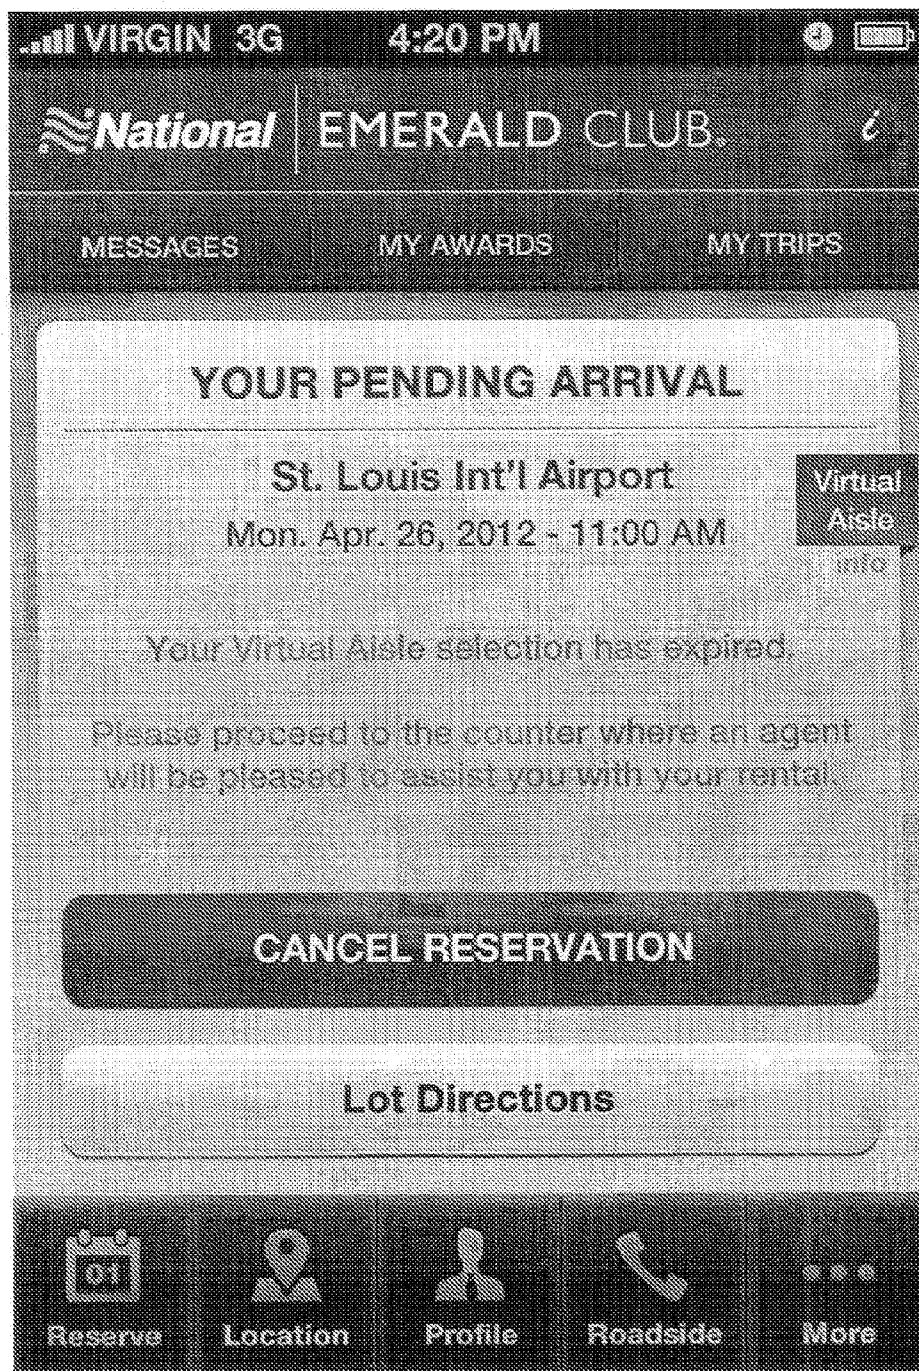 VIRGIN 3G 4:20 PM
National EMERALD CLUB® i
MESSAGES MY AWARDS MY TRIPS
YOUR PENDING ARRIVAL
St. Louis Int'l Airport
Mon. Apr. 26, 2012 - 11:00 AM
Virtual
Aisle
info
Your Virtual Aisle selection has expired.
Please proceed to the counter where an agent
will be pleased to assist you with your rental.
CANCEL RESERVATION
Lot Directions
01
Reserve Location Profile Roadside More